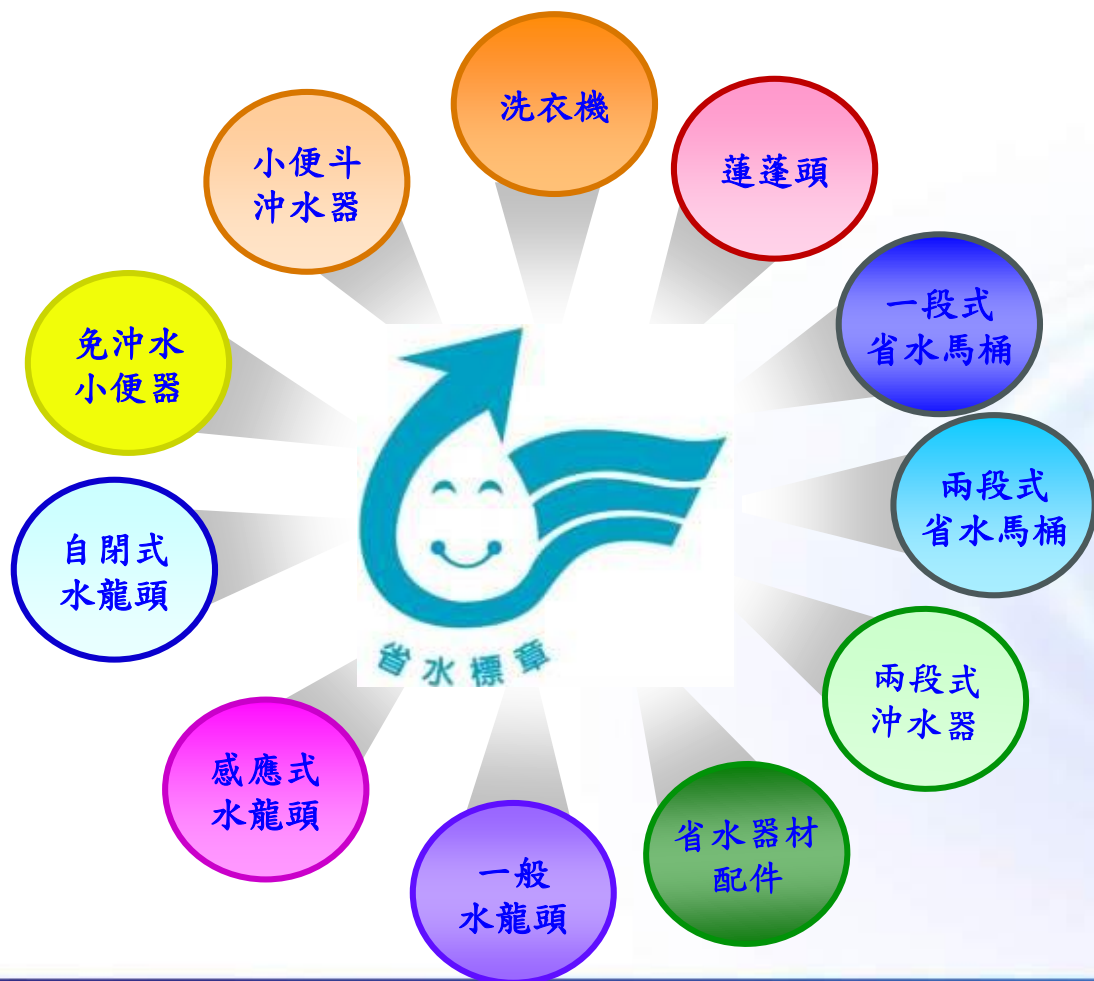 洗衣機
蓮蓬頭
一段式
省水馬桶
兩段式
省水馬桶
兩段式
沖水器
省水器材
配件
一般
水龍頭
感應式
水龍頭
自閉式
水龍頭
免沖水
小便器
小便斗
沖水器
省水標章